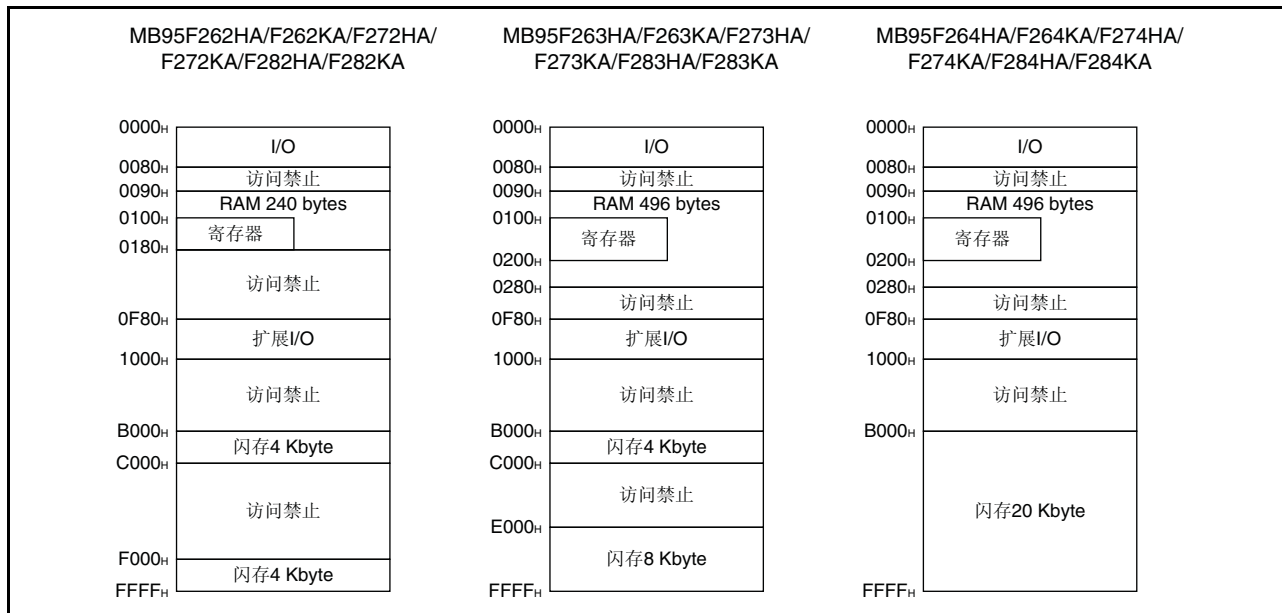 MB95F262HA/F262KA/F272HA/
F272KA/F282HA/F282KA
0000H
I/O
0080H
访问禁止
0090H
RAM 240 bytes
0100H
寄存器
0180H
访问禁止
0F80H
扩展I/O
1000H
访问禁止
B000H
闪存4 Kbyte
C000H
访问禁止
F000H
闪存4 Kbyte
FFFFH
MB95F263HA/F263KA/F273HA/
F273KA/F283HA/F283KA
0000H
I/O
0080H
访问禁止
0090H
RAM 496 bytes
0100H
寄存器
0200H
0280H
访问禁止
0F80H
扩展I/O
1000H
访问禁止
B000H
闪存4 Kbyte
C000H
访问禁止
E000H
闪存8 Kbyte
FFFFH
MB95F264HA/F264KA/F274HA/
F274KA/F284HA/F284KA
0000H
I/O
0080H
访问禁止
0090H
RAM 496 bytes
0100H
寄存器
0200H
0280H
访问禁止
0F80H
扩展I/O
1000H
访问禁止
B000H
闪存20 Kbyte
FFFFH